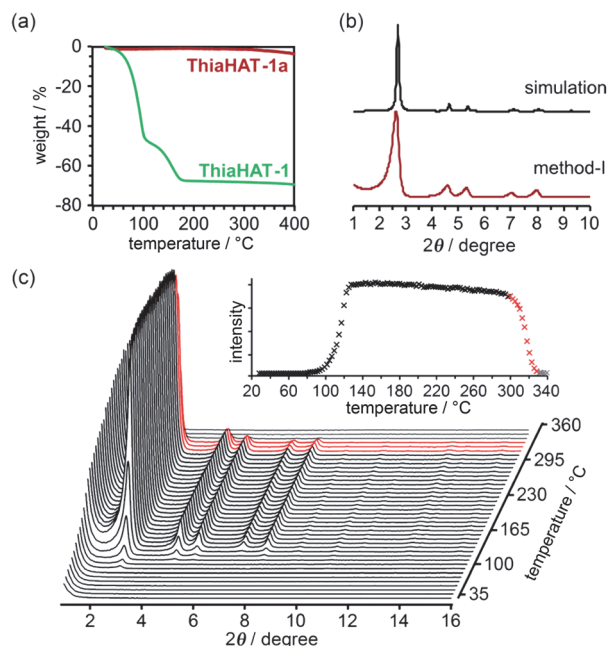 (a)
0
-20
-40
-60
-80
weight / %
ThiaHAT-1a
ThiaHAT-1
0 100 200 300 400
temperature / °C
(b)
simulation
method-I
1 2 3 4 5 6 7 8 9 10
2θ / degree
(c)
intensity
20 60 100 140 180 220 260 300 340
temperature / °C
360
295
230
165
100
35
temperature / °C
2 4 6 8 10 12 14 16
2θ / degree